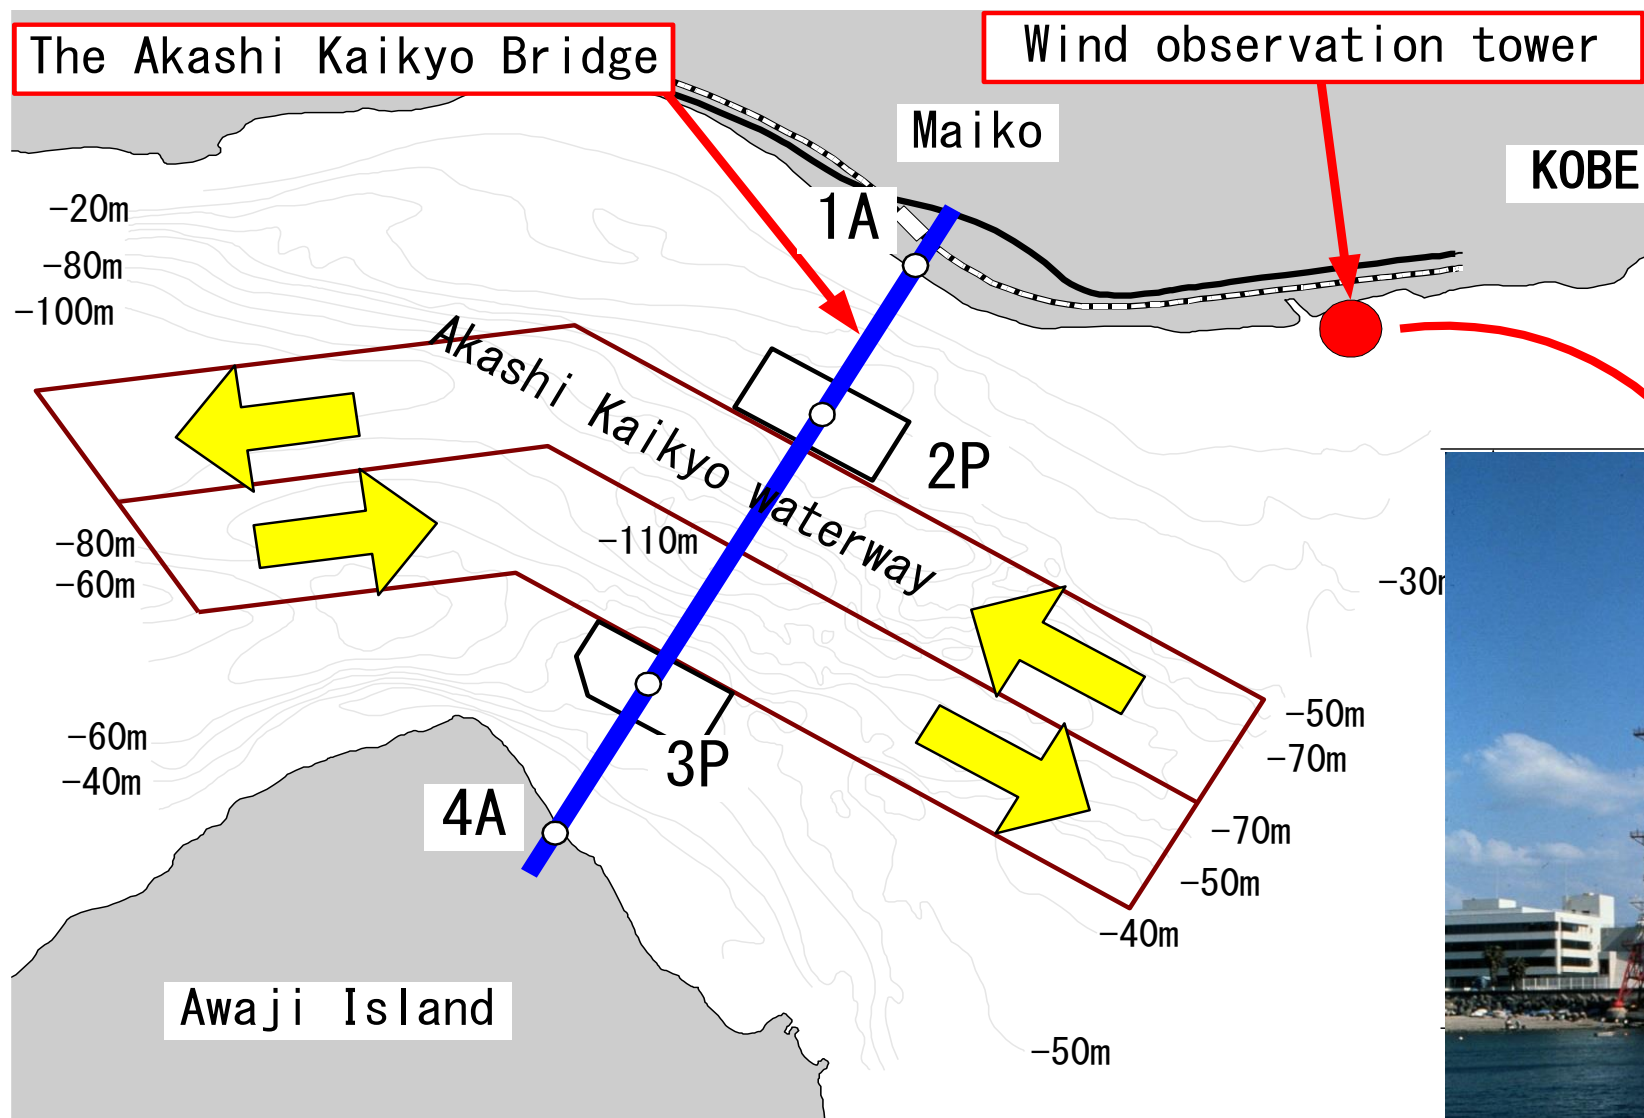 The Akashi Kaikyo Bridge
Wind observation tower
Maiko
KOBE
1A
-20m
-80m
-100m
Akashi Kaikyo Waterway
2P
-110m
-80m
-60m
-30m
-50m
-70m
-60m
-40m
3P
4A
-70m
-50m
-40m
Awaji Island
-50m